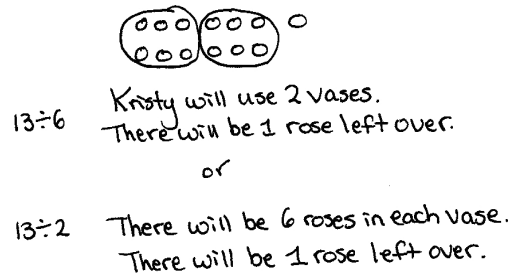 13÷6 Kristy will use 2 vases.
There will be 1 rose left over.
or
13÷2 There will be 6 roses in each vase.
There will be 1 rose left over.